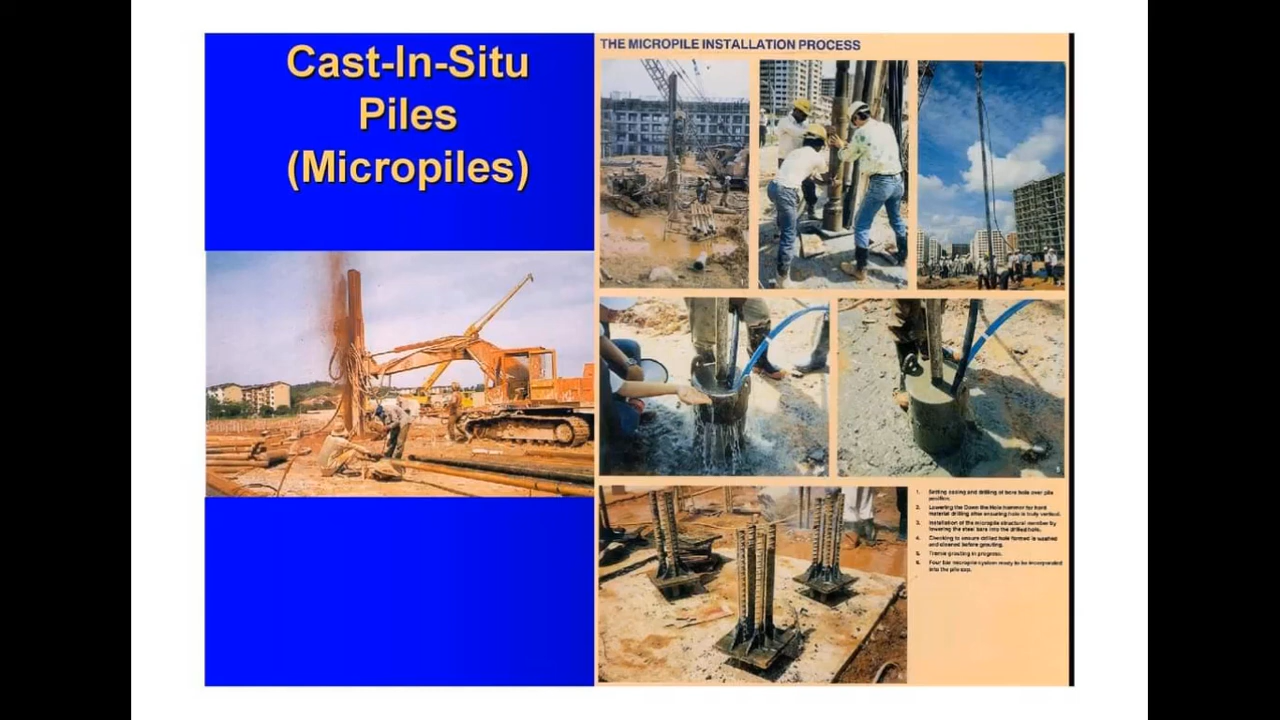 Cast-In-Situ
Piles
(Micropiles)
THE MICROPILE INSTALLATION PROCESS
1. Setting casing and drilling of bore hole over pile
position.
2. Lowering the Down the Hole hammer for hard
material drilling after ensuring hole is truly vertical.
3. Installation of the micropile structural member by
lowering the steel bars into the drilled hole.
4. Checking to ensure drilled hole formed is washed
and cleaned before grouting.
5. Tremie grouting in progress.
6. Four bar micropile system ready to be incorporated
into the pile cap.